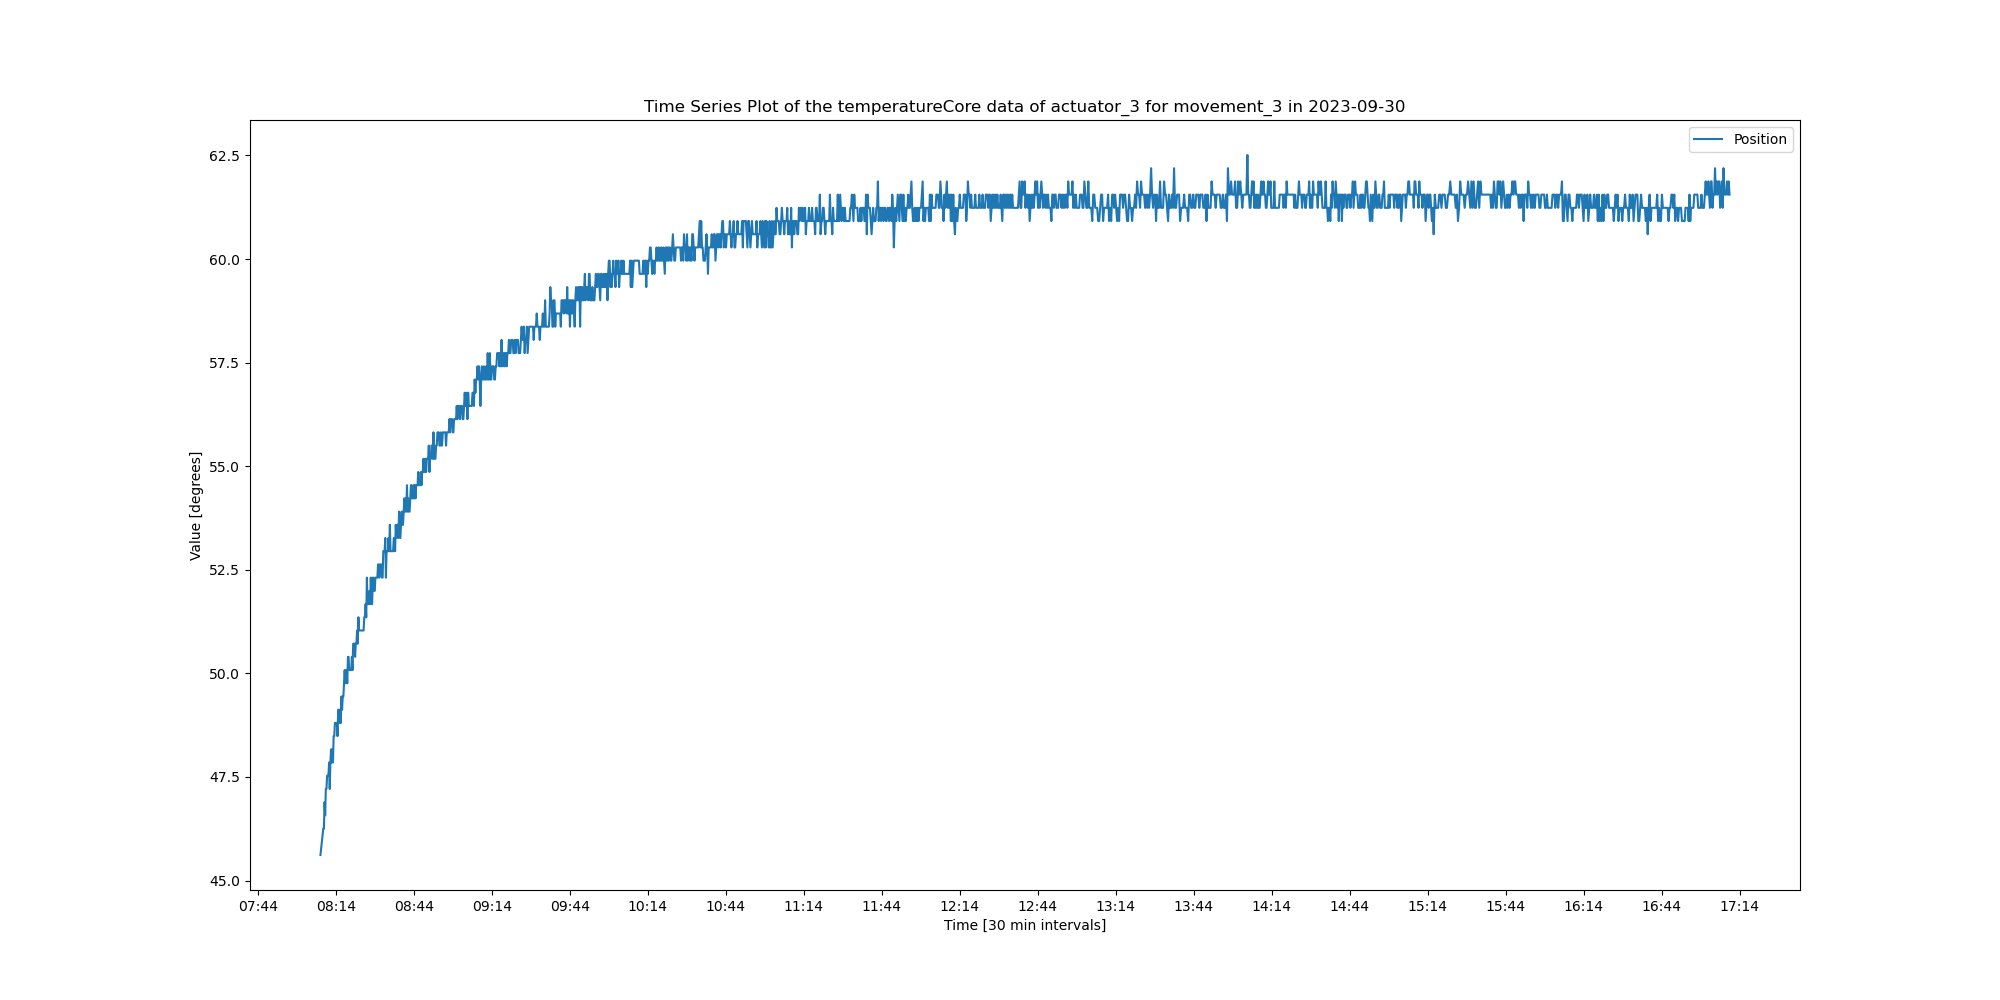 Time Series Plot of the temperatureCore data of actuator_3 for movement_3 in 2023-09-30
Position
62.5
60.0
57.5
55.0
52.5
50.0
47.5
45.0
Value [degrees]
07:44 08:14 08:44 09:14 09:44 10:14 10:44 11:14 11:44 12:14 12:44 13:14 13:44 14:14 14:44 15:14 15:44 16:14 16:44 17:14
Time [30 min intervals]